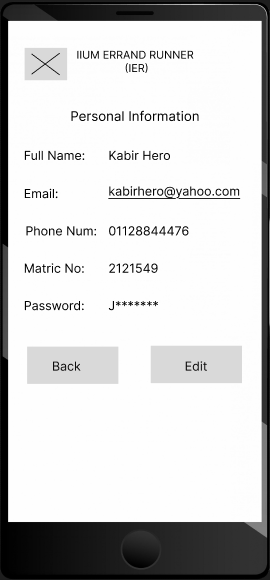 IIUM ERRAND RUNNER
(IER)
Personal Information
Full Name: Kabir Hero
Email: kabirhero@yahoo.com
Phone Num: 01128844476
Matric No: 2121549
Password: J*******
Back Edit